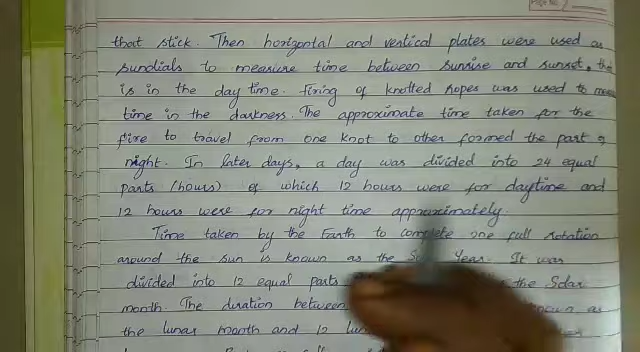 that stick. Then horizontal and vertical plates were used as
sundials to measure time between sunrise and sunset, that
is in the day time. Firing of knotted ropes was used to
time in the darkness. The approximate time taken for the
fire to travel from one knot to other formed the part of
night. In later days, a day was divided into 24 equal
parts (hours) of which 12 hours were for daytime and
12 hours were for night time approximately.
Time taken by the Earth to complete one full rotation
around the sun is known as the Year. It was
divided into 12 equal parts the Solar
month The duration between known as
the lunar month and 12